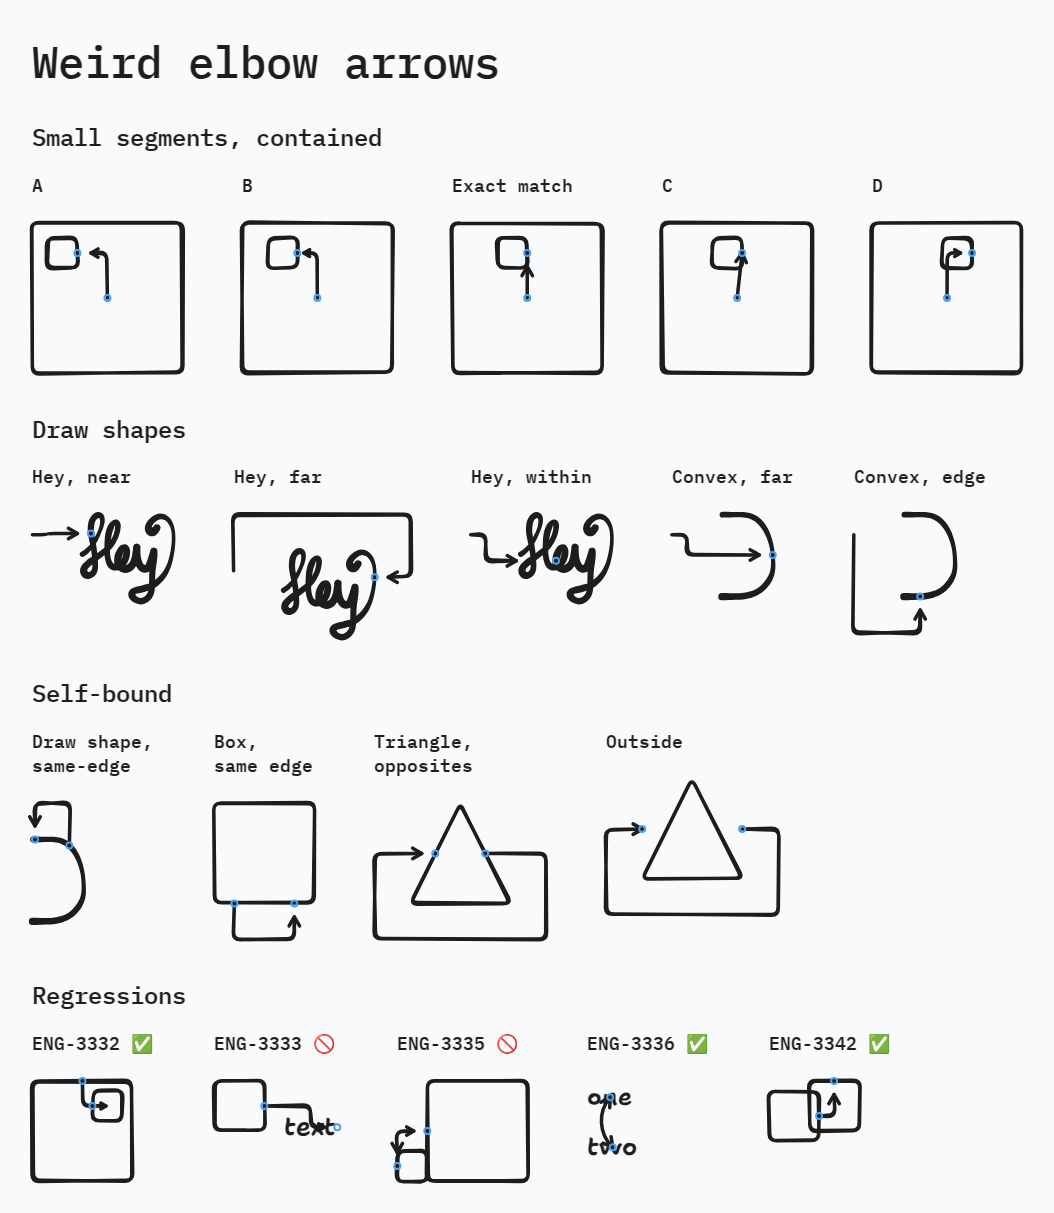 Weird elbow arrows
Small segments, contained
A
B
Exact match
C
D
Draw shapes
Hey, near
Hey, far
Hey, within
Convex, far
Convex, edge
Hey
Hey
Hey
Self-bound
Draw shape,
same-edge
Box,
same edge
Triangle,
opposites
Outside
Regressions
ENG-3332 ✅
ENG-3333 🚫
ENG-3335 🚫
ENG-3336 ✅
ENG-3342 ✅
text
one
two